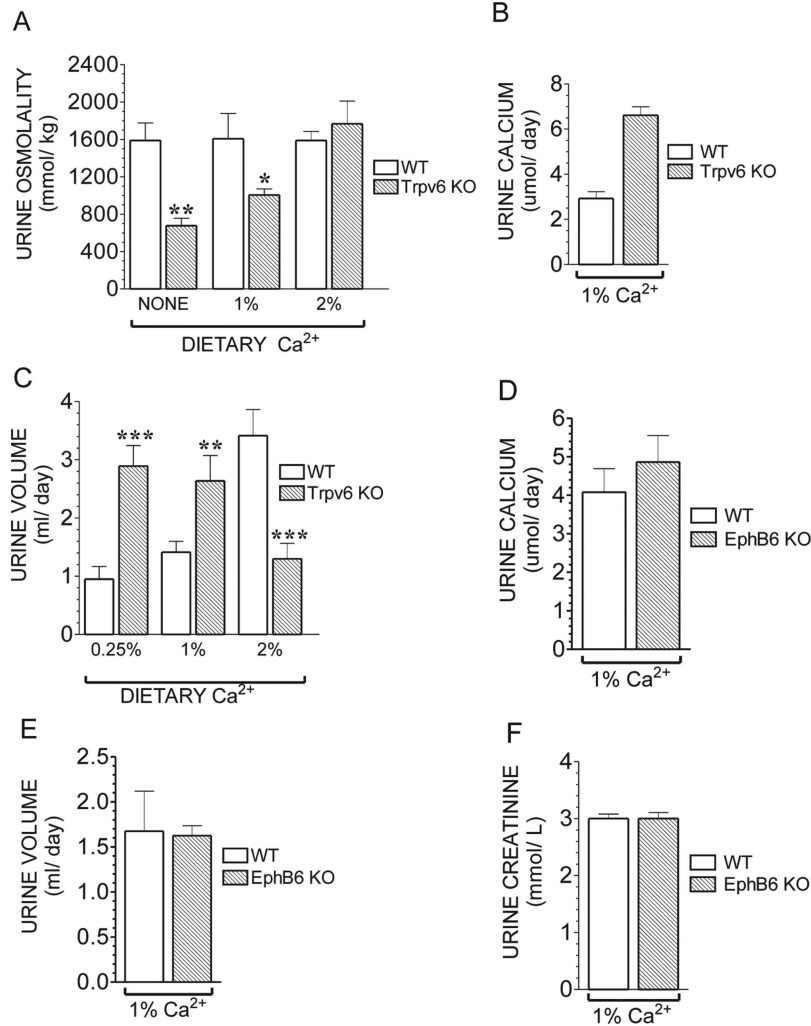 A
URINE OSMOLALITY
(mmol/ kg)
2400
2000
1600
1200
800
400
0
**
*
WT
Trpv6 KO
NONE 1% 2%
DIETARY Ca²⁺
B
URINE CALCIUM
(umol/ day)
8
6
4
2
0
WT
Trpv6 KO
1% Ca²⁺
C
URINE VOLUME
(ml/ day)
4
3
2
1
0
***
**
***
WT
Trpv6 KO
0.25% 1% 2%
DIETARY Ca²⁺
D
URINE CALCIUM
(umol/ day)
6
5
4
3
2
1
0
WT
EphB6 KO
1% Ca²⁺
E
URINE VOLUME
(ml/ day)
2.5
2.0
1.5
1.0
0.5
0.0
WT
EphB6 KO
1% Ca²⁺
F
URINE CREATININE
(mmol/ L)
4
3
2
1
0
WT
EphB6 KO
1% Ca²⁺